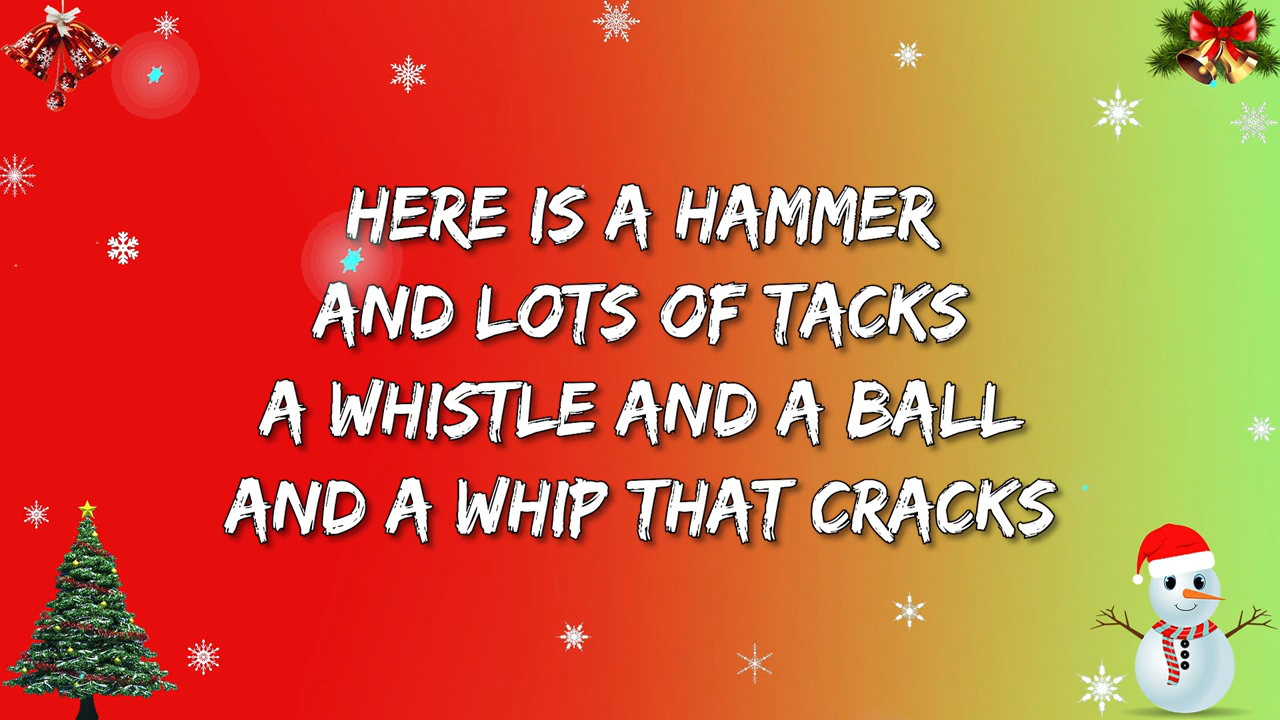 HERE IS A HAMMER
AND LOTS OF TACKS
A WHISTLE AND A BALL
AND A WHIP THAT CRACKS